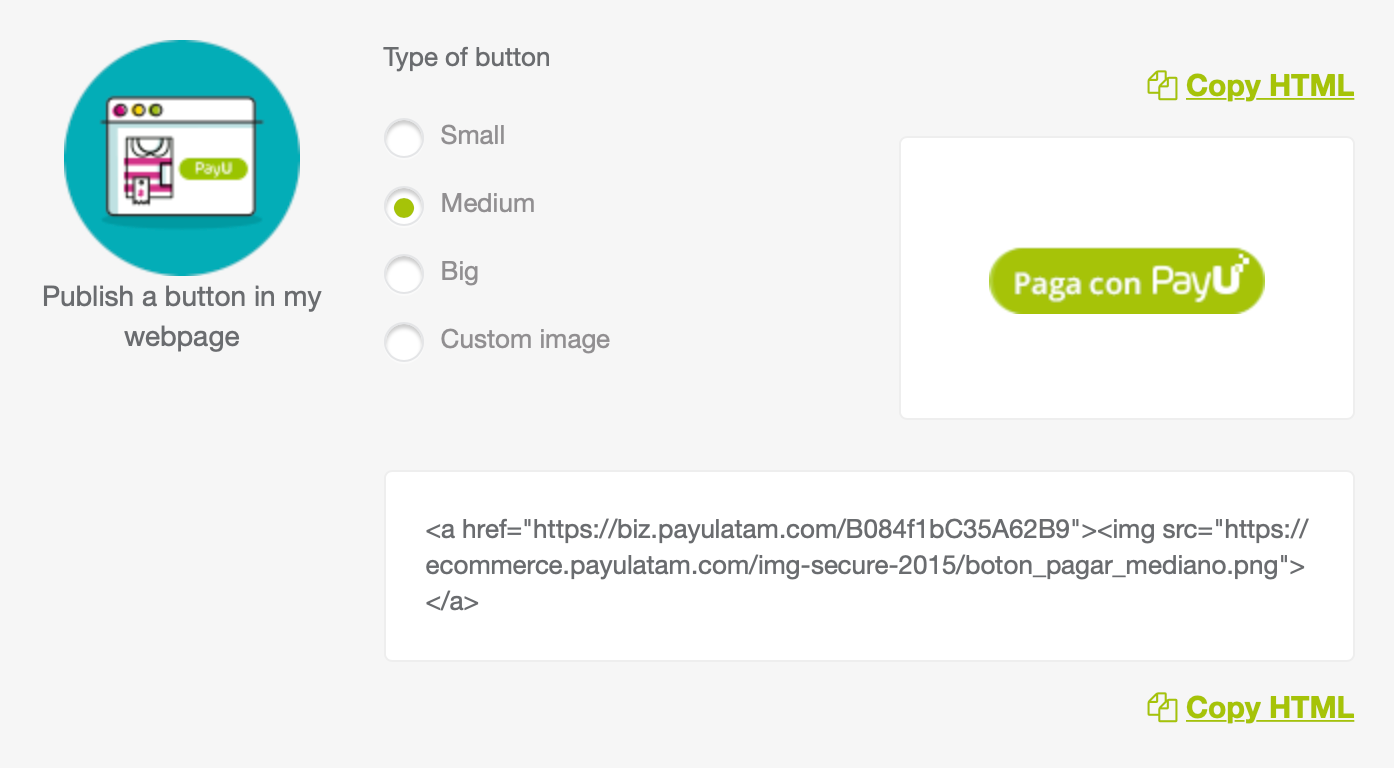 PayU
Publish a button in my
webpage
Type of button
Small
Medium
Big
Custom image
Copy HTML
Paga con PayU
<a href="https://biz.payulatam.com/B084f1bC35A62B9"><img src="https://
ecommerce.payulatam.com/img-secure-2015/boton_pagar_mediano.png">
</a>
Copy HTML